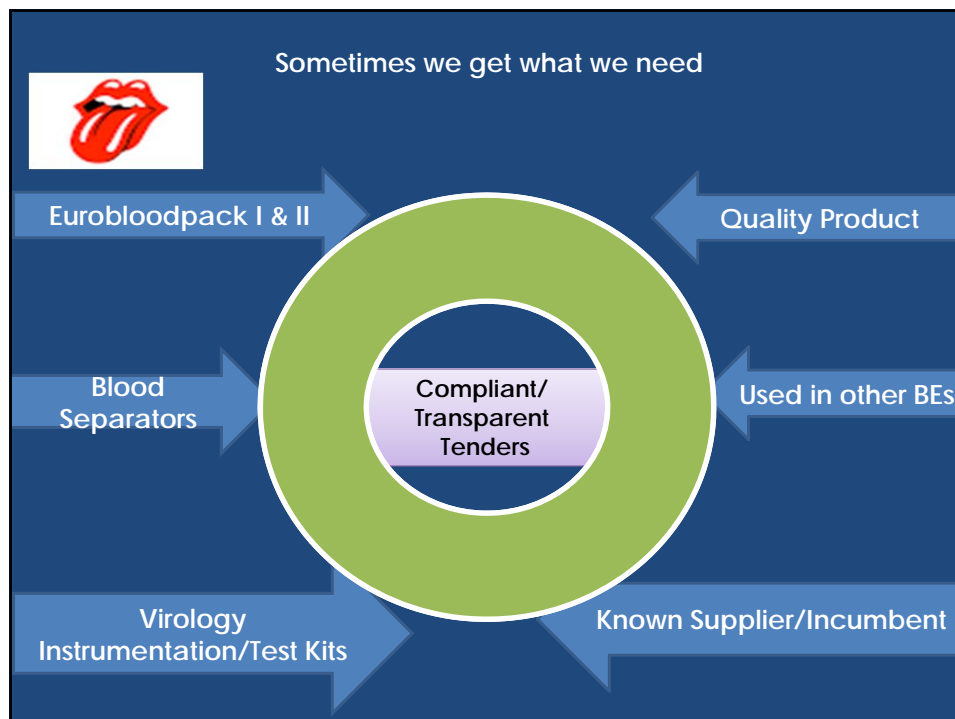 Sometimes we get what we need
Eurobloodpack I & II
Quality Product
Blood
Separators
Compliant/
Transparent
Tenders
Used in other BEs
Virology
Instrumentation/Test Kits
Known Supplier/Incumbent